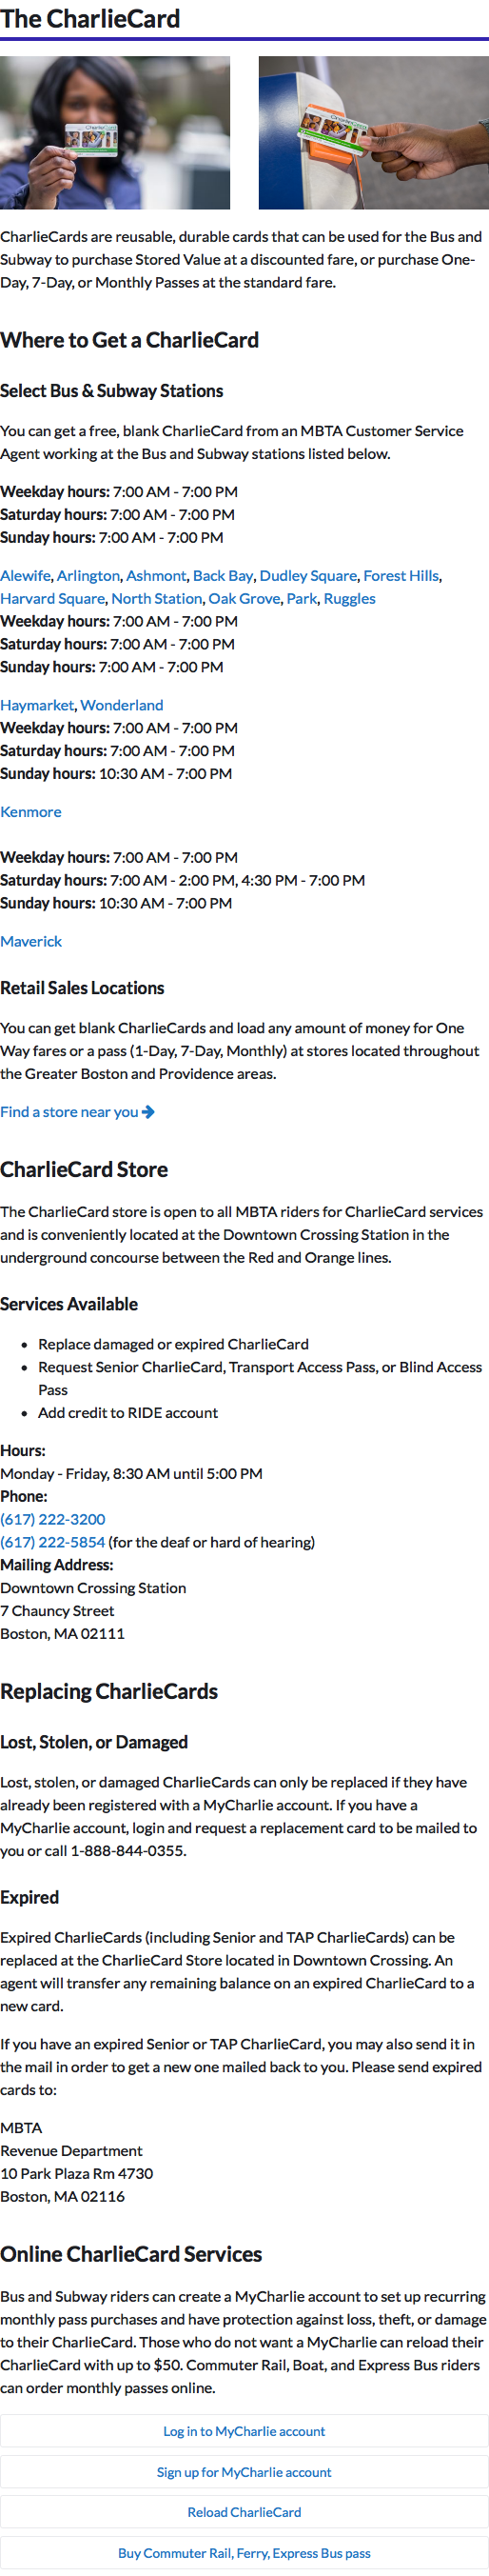 The CharlieCard
CharlieCard
CharlieCard
CharlieCards are reusable, durable cards that can be used for the Bus and
Subway to purchase Stored Value at a discounted fare, or purchase One-
Day, 7-Day, or Monthly Passes at the standard fare.
Where to Get a CharlieCard
Select Bus & Subway Stations
You can get a free, blank CharlieCard from an MBTA Customer Service
Agent working at the Bus and Subway stations listed below.
Weekday hours: 7:00 AM - 7:00 PM
Saturday hours: 7:00 AM - 7:00 PM
Sunday hours: 7:00 AM - 7:00 PM
Alewife, Arlington, Ashmont, Back Bay, Dudley Square, Forest Hills,
Harvard Square, North Station, Oak Grove, Park, Ruggles
Weekday hours: 7:00 AM - 7:00 PM
Saturday hours: 7:00 AM - 7:00 PM
Sunday hours: 7:00 AM - 7:00 PM
Haymarket, Wonderland
Weekday hours: 7:00 AM - 7:00 PM
Saturday hours: 7:00 AM - 7:00 PM
Sunday hours: 10:30 AM - 7:00 PM
Kenmore
Weekday hours: 7:00 AM - 7:00 PM
Saturday hours: 7:00 AM - 2:00 PM, 4:30 PM - 7:00 PM
Sunday hours: 10:30 AM - 7:00 PM
Maverick
Retail Sales Locations
You can get blank CharlieCards and load any amount of money for One
Way fares or a pass (1-Day, 7-Day, Monthly) at stores located throughout
the Greater Boston and Providence areas.
Find a store near you
CharlieCard Store
The CharlieCard store is open to all MBTA riders for CharlieCard services
and is conveniently located at the Downtown Crossing Station in the
underground concourse between the Red and Orange lines.
Services Available
• Replace damaged or expired CharlieCard
• Request Senior CharlieCard, Transport Access Pass, or Blind Access
Pass
• Add credit to RIDE account
Hours:
Monday - Friday, 8:30 AM until 5:00 PM
Phone:
(617) 222-3200
(617) 222-5854 (for the deaf or hard of hearing)
Mailing Address:
Downtown Crossing Station
7 Chauncy Street
Boston, MA 02111
Replacing CharlieCards
Lost, Stolen, or Damaged
Lost, stolen, or damaged CharlieCards can only be replaced if they have
already been registered with a MyCharlie account. If you have a
MyCharlie account, login and request a replacement card to be mailed to
you or call 1-888-844-0355.
Expired
Expired CharlieCards (including Senior and TAP CharlieCards) can be
replaced at the CharlieCard Store located in Downtown Crossing. An
agent will transfer any remaining balance on an expired CharlieCard to a
new card.
If you have an expired Senior or TAP CharlieCard, you may also send it in
the mail in order to get a new one mailed back to you. Please send expired
cards to:
MBTA
Revenue Department
10 Park Plaza Rm 4730
Boston, MA 02116
Online CharlieCard Services
Bus and Subway riders can create a MyCharlie account to set up recurring
monthly pass purchases and have protection against loss, theft, or damage
to their CharlieCard. Those who do not want a MyCharlie can reload their
CharlieCard with up to $50. Commuter Rail, Boat, and Express Bus riders
can order monthly passes online.
Log in to MyCharlie account
Sign up for MyCharlie account
Reload CharlieCard
Buy Commuter Rail, Ferry, Express Bus pass